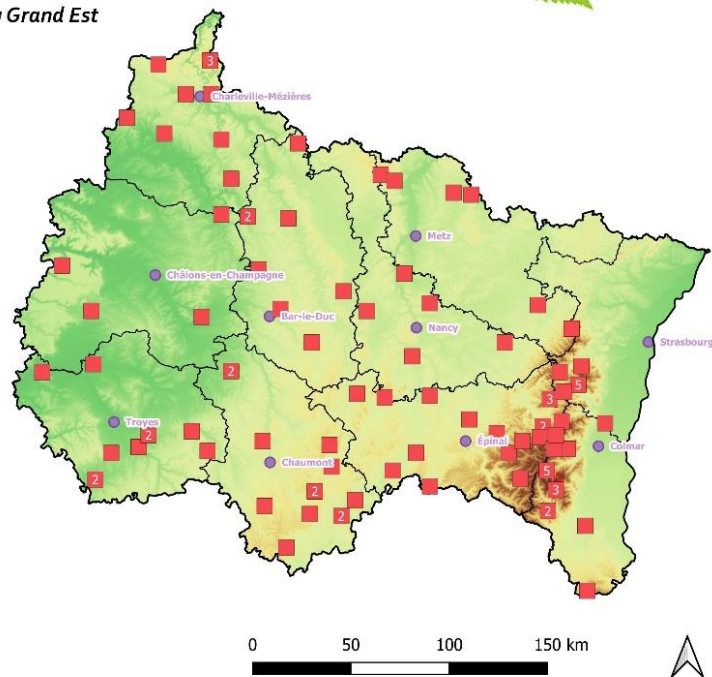 Grand Est
3
Charleville-Mézières
2
Metz
Châlons-en-Champagne
Bar-le-Duc
Nancy
Strasbourg
2
5
3
Troyes
2
2
Épinal
Colmar
Chaumont
5
2
2
3
2
2
0 50 100 150 km